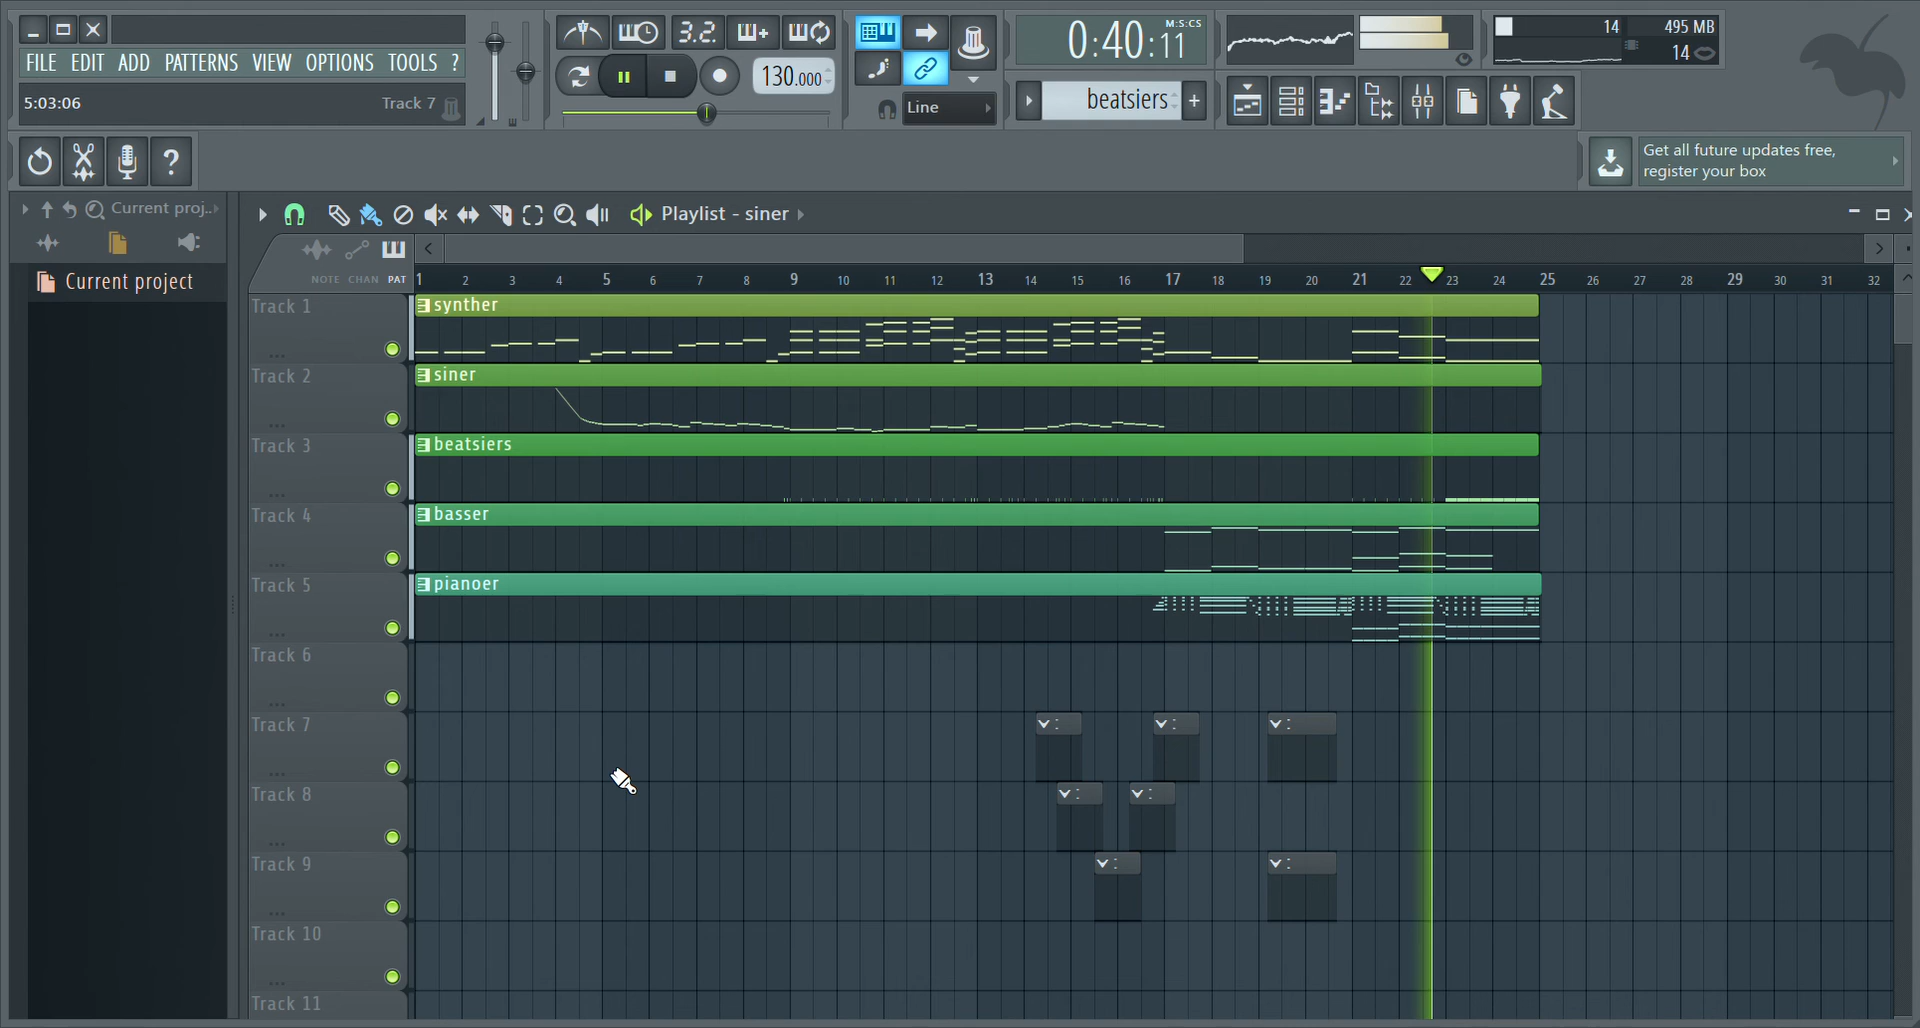 FILE EDIT ADD PATTERNS VIEW OPTIONS TOOLS ?
5:03:06 Track 7
3.2.
130.000
Line
0:40:11 M:S:CS
beatsiers +
14 495 MB
14
Get all future updates free,
register your box
?
Current proj..
Current project
Playlist - siner
NOTE CHAN PAT
1 2 3 4 5 6 7 8 9 10 11 12 13 14 15 16 17 18 19 20 21 22 23 24 25 26 27 28 29 30 31 32
Track 1
synther
Track 2
siner
Track 3
beatsiers
Track 4
basser
Track 5
pianoer
Track 6
Track 7
Track 8
Track 9
Track 10
Track 11